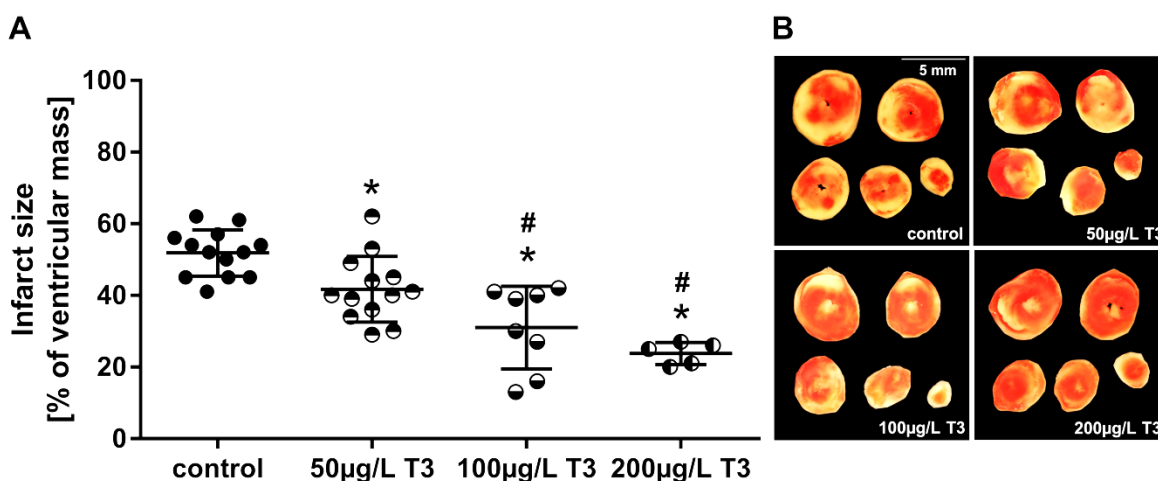 A
B
Infarct size
[% of ventricular mass]
100
80
60
40
20
0
*
#
*
#
*
control
50µg/L T3
100µg/L T3
200µg/L T3
5 mm
control
50µg/L T3
100µg/L T3
200µg/L T3